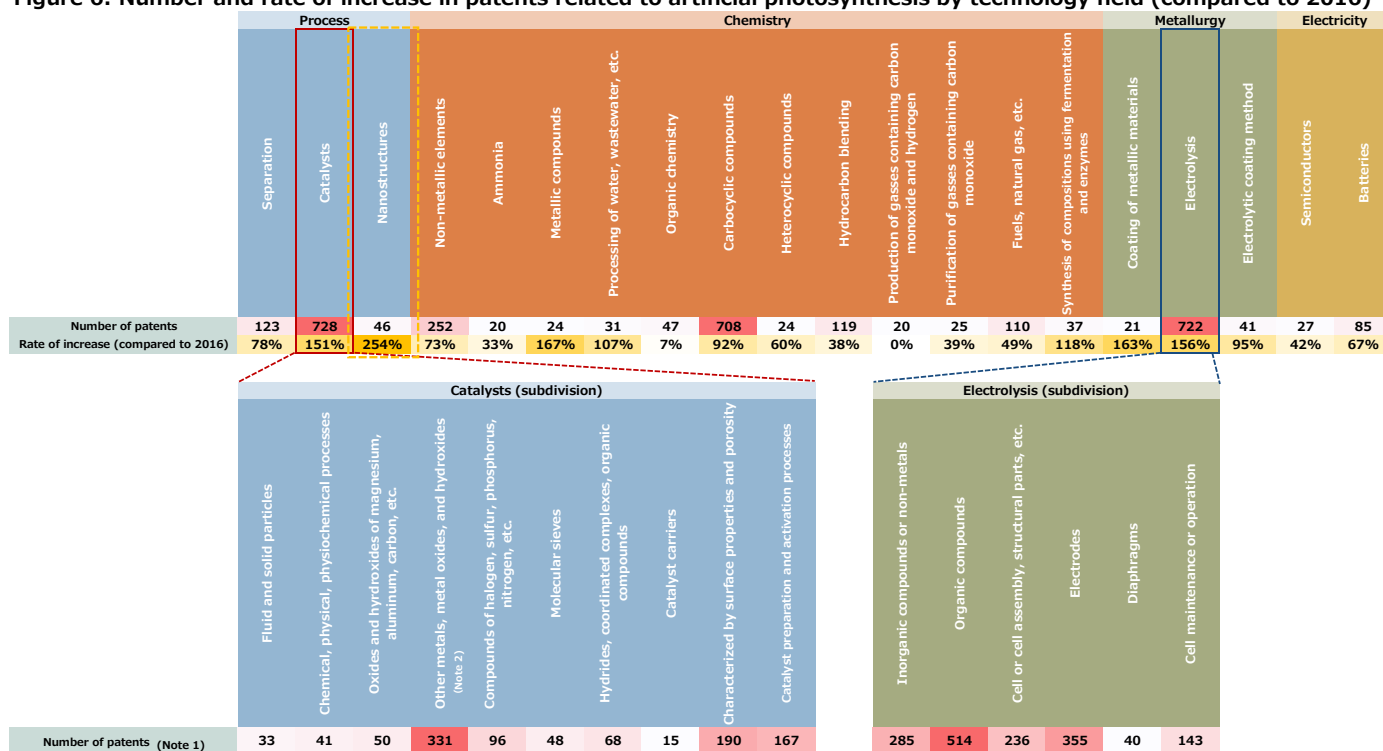 Figure 6: Number and rate of increase in patents related to artificial photosynthesis by technology field (compared to 2016)
Process
Chemistry
Metallurgy
Electricity
Separation
Catalysts
Nanostructures
Non-metallic elements
Ammonia
Metallic compounds
Processing of water, wastewater, etc.
Organic chemistry
Carbocyclic compounds
Heterocyclic compounds
Hydrocarbon blending
Production of gasses containing carbon
monoxide and hydrogen
Purification of gasses containing carbon
monoxide
Fuels, natural gas, etc.
Synthesis of compositions using fermentation
and enzymes
Coating of metallic materials
Electrolysis
Electrolytic coating method
Semiconductors
Batteries
Number of patents 123 728 46 252 20 24 31 47 708 24 119 20 25 110 37 21 722 41 27 85
Rate of increase (compared to 2016) 78% 151% 254% 73% 33% 167% 107% 7% 92% 60% 38% 0% 39% 49% 118% 163% 156% 95% 42% 67%
Catalysts (subdivision)
Electrolysis (subdivision)
Fluid and solid particles
Chemical, physical, physiochemical processes
Oxides and hyrdroxides of magnesium,
aluminum, carbon, etc.
Other metals, metal oxides, and hydroxides
(Note 2)
Compounds of halogen, sulfur, phosphorus,
nitrogen, etc.
Molecular sieves
Hydrides, coordinated complexes, organic
compounds
Catalyst carriers
Characterized by surface properties and porosity
Catalyst preparation and activation processes
Inorganic compounds or non-metals
Organic compounds
Cell or cell assembly, structural parts, etc.
Electrodes
Diaphragms
Cell maintenance or operation
Number of patents (Note 1) 33 41 50 331 96 48 68 15 190 167 285 514 236 355 40 143